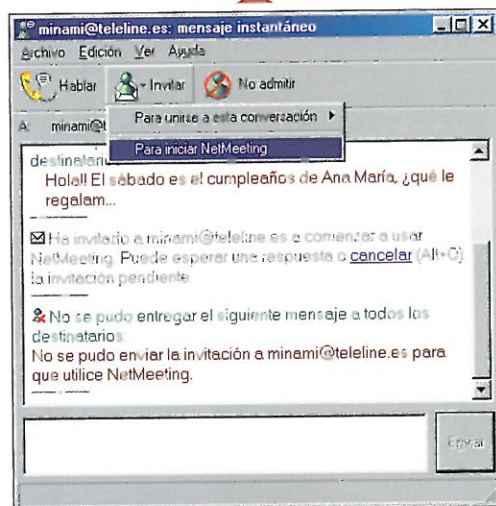 minami@teleline.es: mensaje instantáneo
Archivo Edición Ver Ayuda
Hablar Invitar No admitir
Para unirse a esta conversación
A: minami@t
Para iniciar NetMeeting
destinatari
Hola!! El sábado es el cumpleaños de Ana María, ¿qué le
regalam...
Ha invitado a minami@teleline.es a comenzar a usar
NetMeeting. Puede esperar una respuesta o cancelar (Alt+C)
la invitación pendiente.
No se pudo entregar el siguiente mensaje a todos los
destinatarios:
No se pudo enviar la invitación a minami@teleline.es para
que utilice NetMeeting.
Enviar